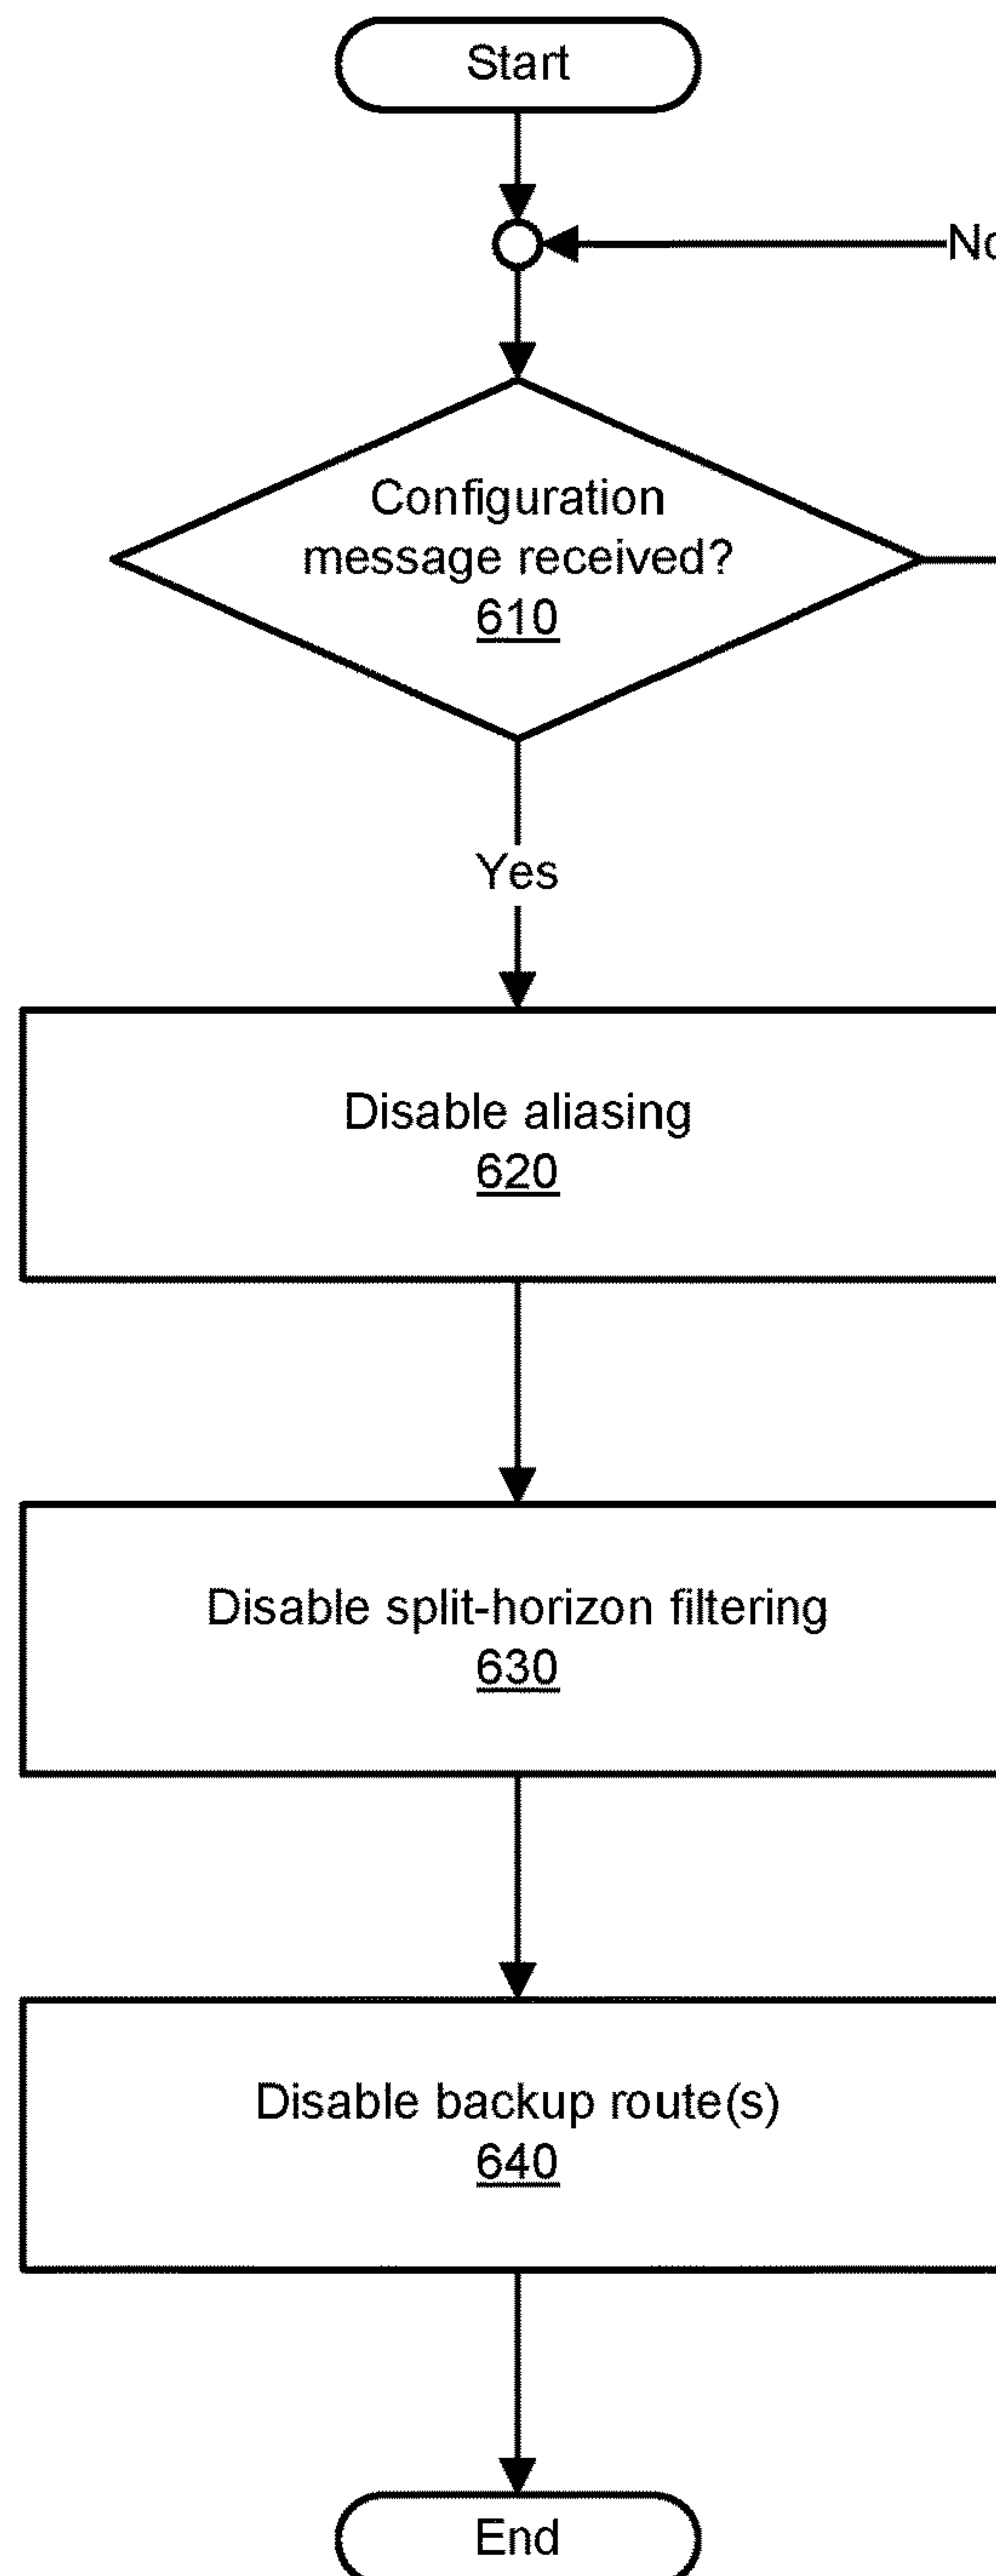 Start
No
Configuration
message received?
610
Yes
Disable aliasing
620
Disable split-horizon filtering
630
Disable backup route(s)
640
End